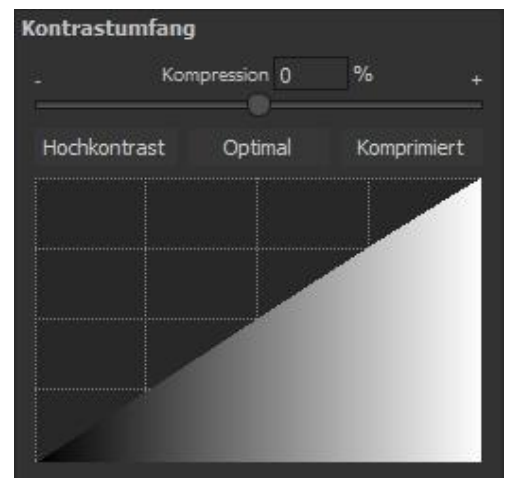 Kontrastumfang
- Kompression 0 % +
Hochkontrast Optimal Komprimiert